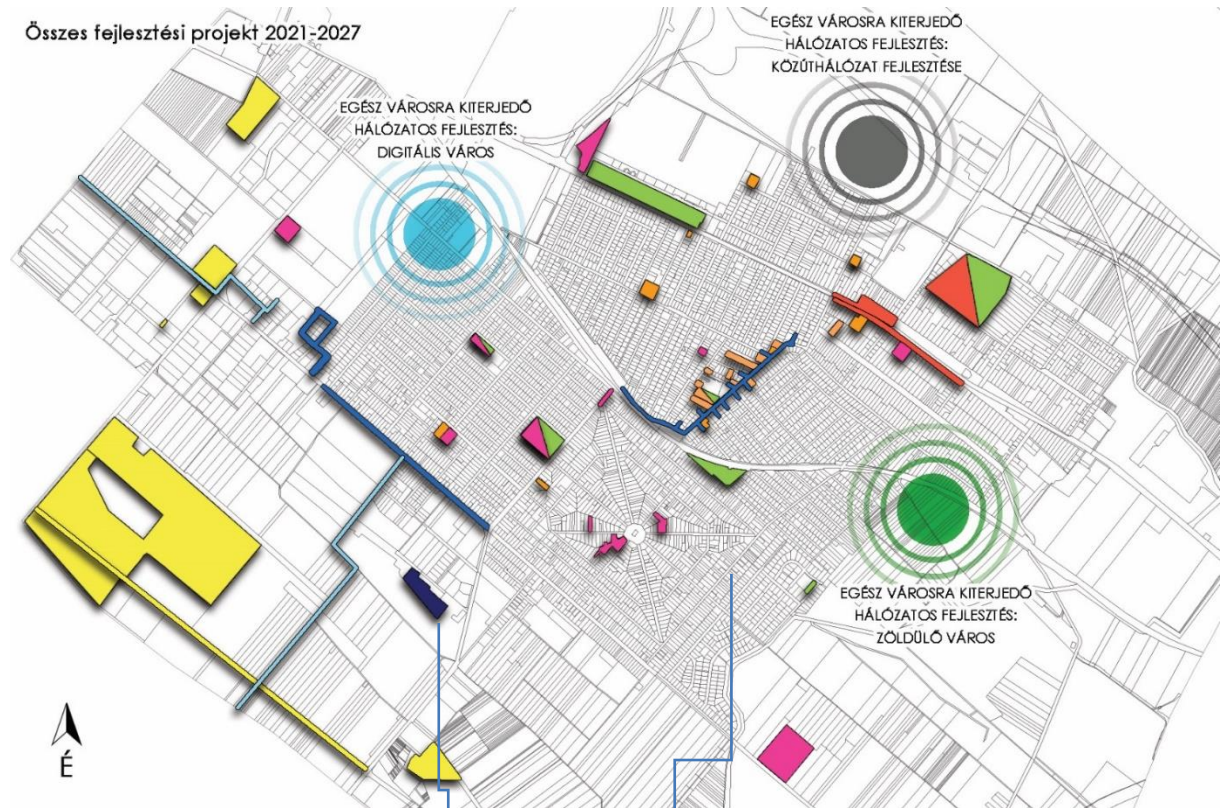 Összes fejlesztési projekt 2021-2027
EGÉSZ VÁROSRA KITERJEDŐ
HÁLÓZATOS FEJLESZTÉS:
KÖZÚTHÁLÓZAT FEJLESZTÉSE
EGÉSZ VÁROSRA KITERJEDŐ
HÁLÓZATOS FEJLESZTÉS:
DIGITÁLIS VÁROS
EGÉSZ VÁROSRA KITERJEDŐ
HÁLÓZATOS FEJLESZTÉS:
ZÖLDÜLŐ VÁROS
É